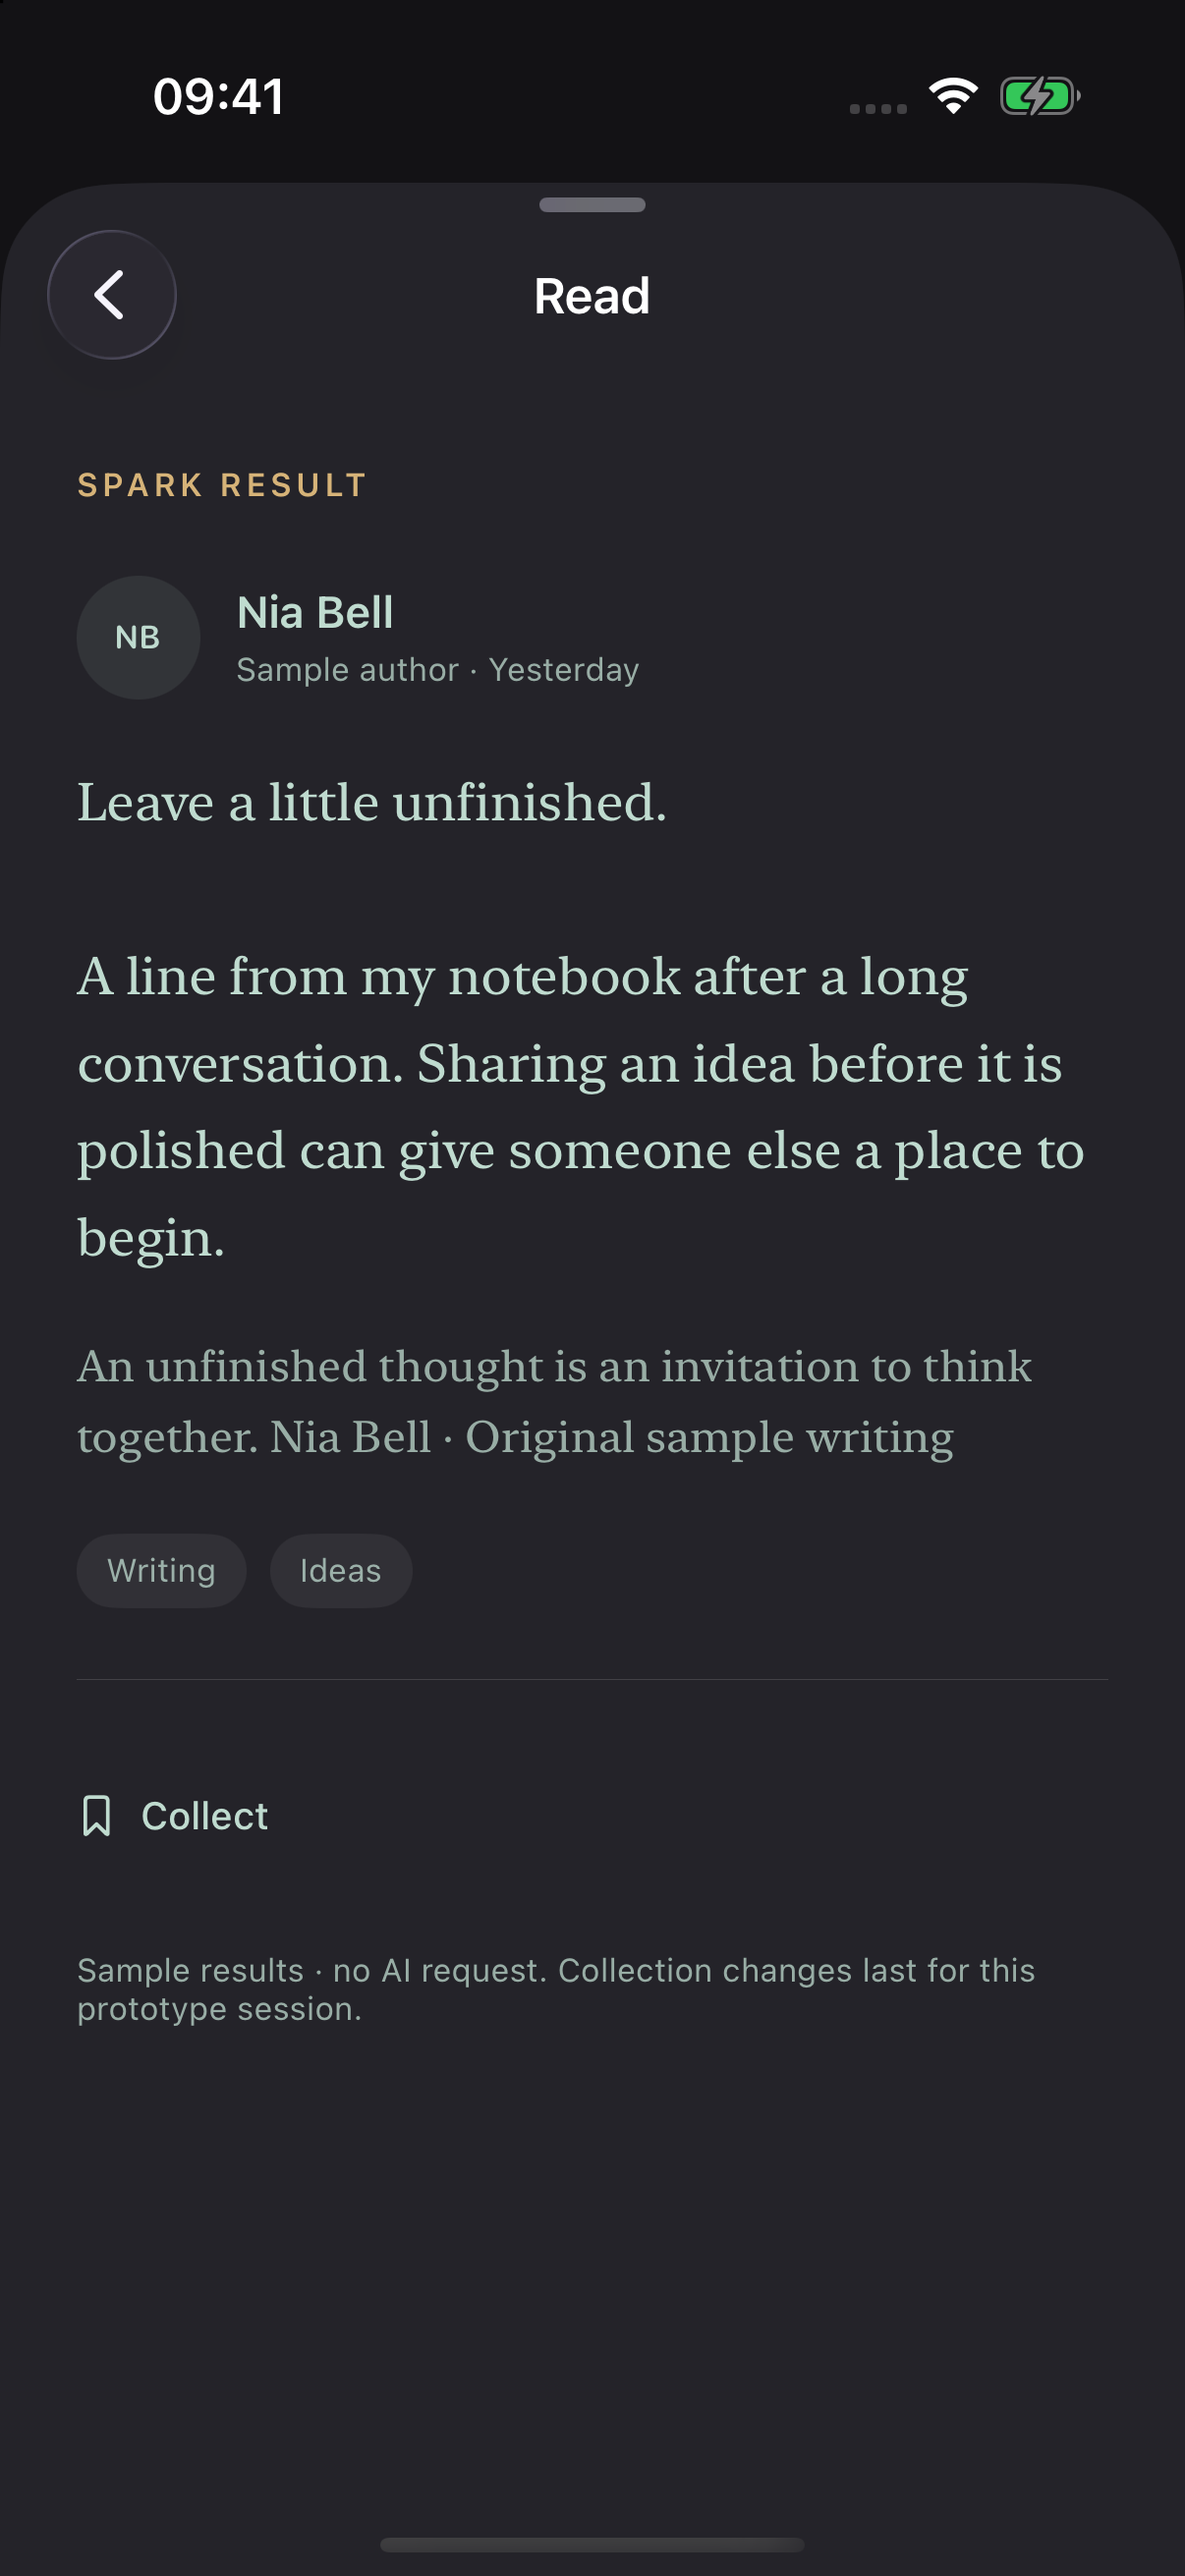 09:41
Read
SPARK RESULT
NB
Nia Bell
Sample author · Yesterday
Leave a little unfinished.
A line from my notebook after a long
conversation. Sharing an idea before it is
polished can give someone else a place to
begin.
An unfinished thought is an invitation to think
together. Nia Bell · Original sample writing
Writing
Ideas
Collect
Sample results · no AI request. Collection changes last for this
prototype session.